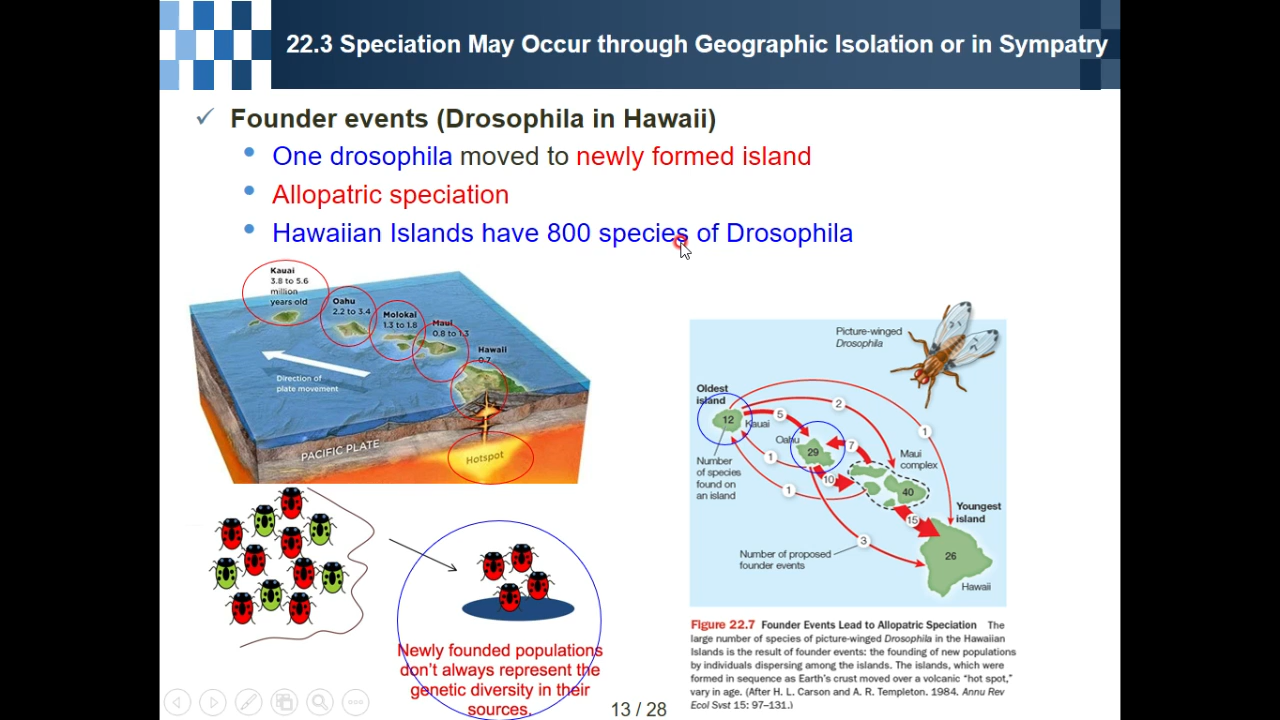 22.3 Speciation May Occur through Geographic Isolation or in Sympatry
Founder events (Drosophila in Hawaii)
One drosophila moved to newly formed island
Allopatric speciation
Hawaiian Islands have 800 species of Drosophila
Kauai
3.8 to 5.6
million
years old
Oahu
2.2 to 3.4
Molokai
1.3 to 1.8
Maui
0.8 to 1.3
Hawaii
0.7
Direction of
plate movement
PACIFIC PLATE
Hotspot
Newly founded populations
don't always represent the
genetic diversity in their
sources.
Picture-winged
Drosophila
Oldest
island
12
Kauai
5
2
1
Oahu
29
7
1
10
1
Maui
complex
40
Number
of species
found on
an island
15
Youngest
island
3
26
Number of proposed
founder events
Hawaii
Figure 22.7 Founder Events Lead to Allopatric Speciation The
large number of species of picture-winged Drosophila in the Hawaiian
Islands is the result of founder events: the founding of new populations
by individuals dispersing among the islands. The islands, which were
formed in sequence as Earth's crust moved over a volcanic "hot spot,"
vary in age. (After H. L. Carson and A. R. Templeton. 1984. Annu Rev
Ecol Syst 15: 97–131.)
13 / 28